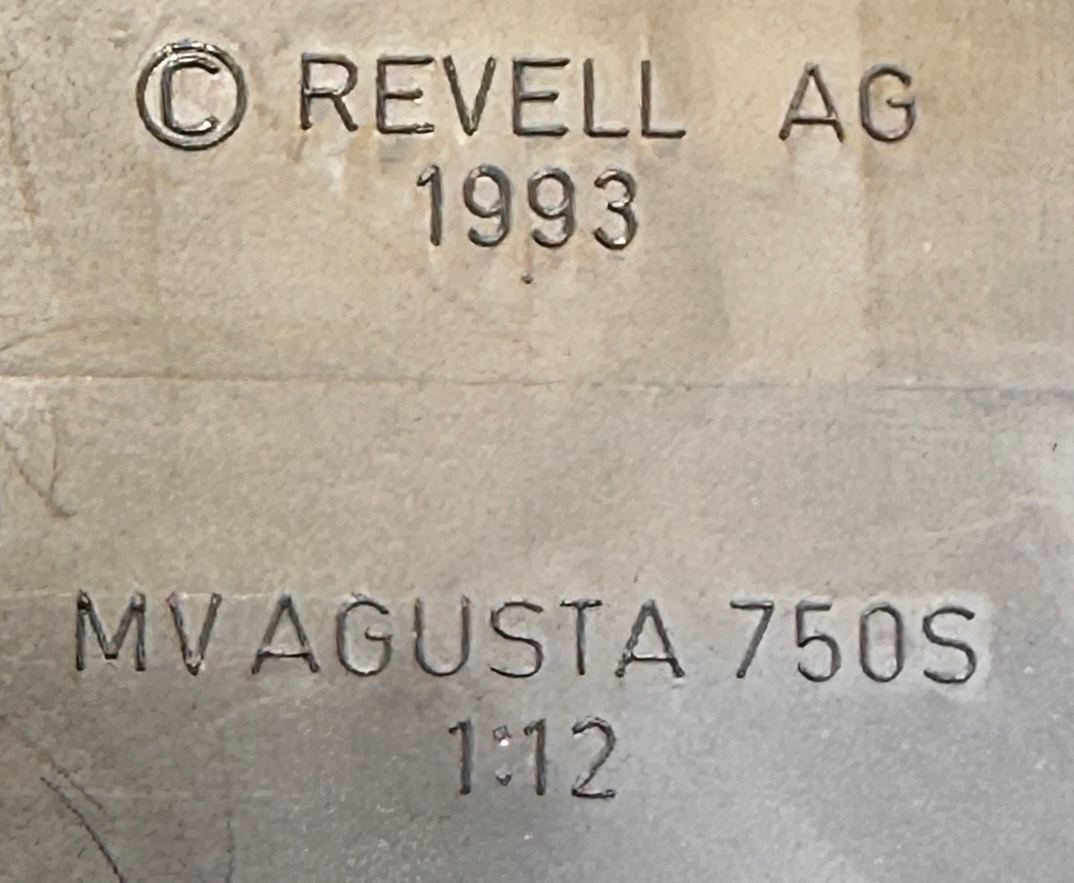 © REVELL AG
1993
MV AGUSTA 750S
1:12